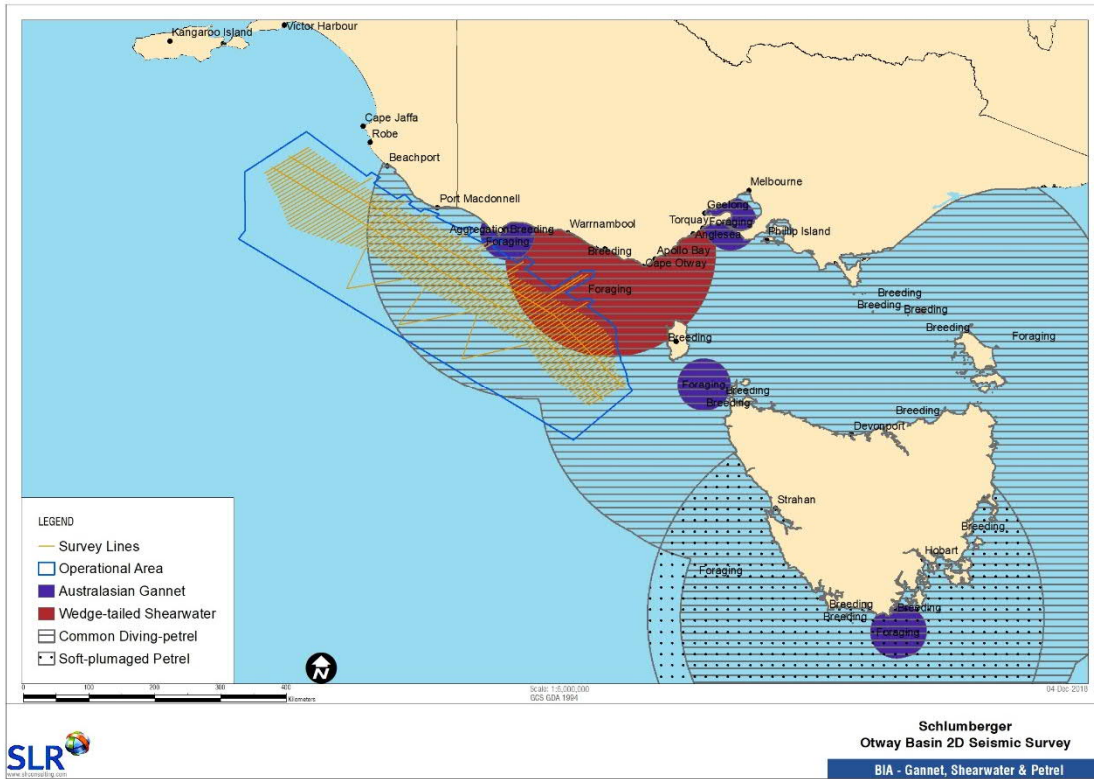 Victor Harbour
Kangaroo Island
Cape Jaffa
Robe
Beachport
Melbourne
Port Macdonnell
Geelong
Torquay
Foraging
Warrnambool
Aggregation
Breeding
Anglesea
Phillip Island
Foraging
Breeding
Apollo Bay
Cape Otway
Foraging
Breeding
Breeding
Breeding
Breeding
Foraging
Breeding
Foraging
Breeding
Breeding
Breeding
Devonport
Strahan
Breeding
Hobart
Foraging
Breeding
Breeding
Breeding
Foraging
LEGEND
Survey Lines
Operational Area
Australasian Gannet
Wedge-tailed Shearwater
Common Diving-petrel
Soft-plumaged Petrel
N
0 100 200 300 400
Kilometers
Scale: 1:5,000,000
GCS GDA 1994
04 Dec 2018
SLR
www.slrconsulting.com
Schlumberger
Otway Basin 2D Seismic Survey
BIA - Gannet, Shearwater & Petrel